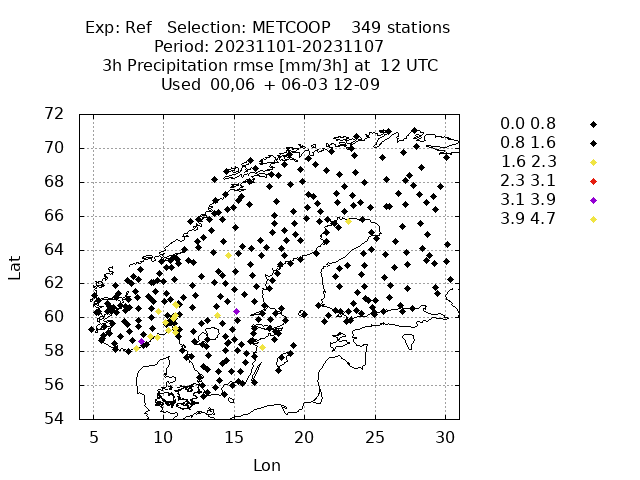 Exp: Ref   Selection: METCOOP    349 stations
Period: 20231101-20231107
3h Precipitation rmse [mm/3h] at  12 UTC
Used  00,06  + 06-03 12-09
72
70
68
66
64
62
60
58
56
54
Lat
5 10 15 20 25 30
Lon
0.0 0.8
0.8 1.6
1.6 2.3
2.3 3.1
3.1 3.9
3.9 4.7